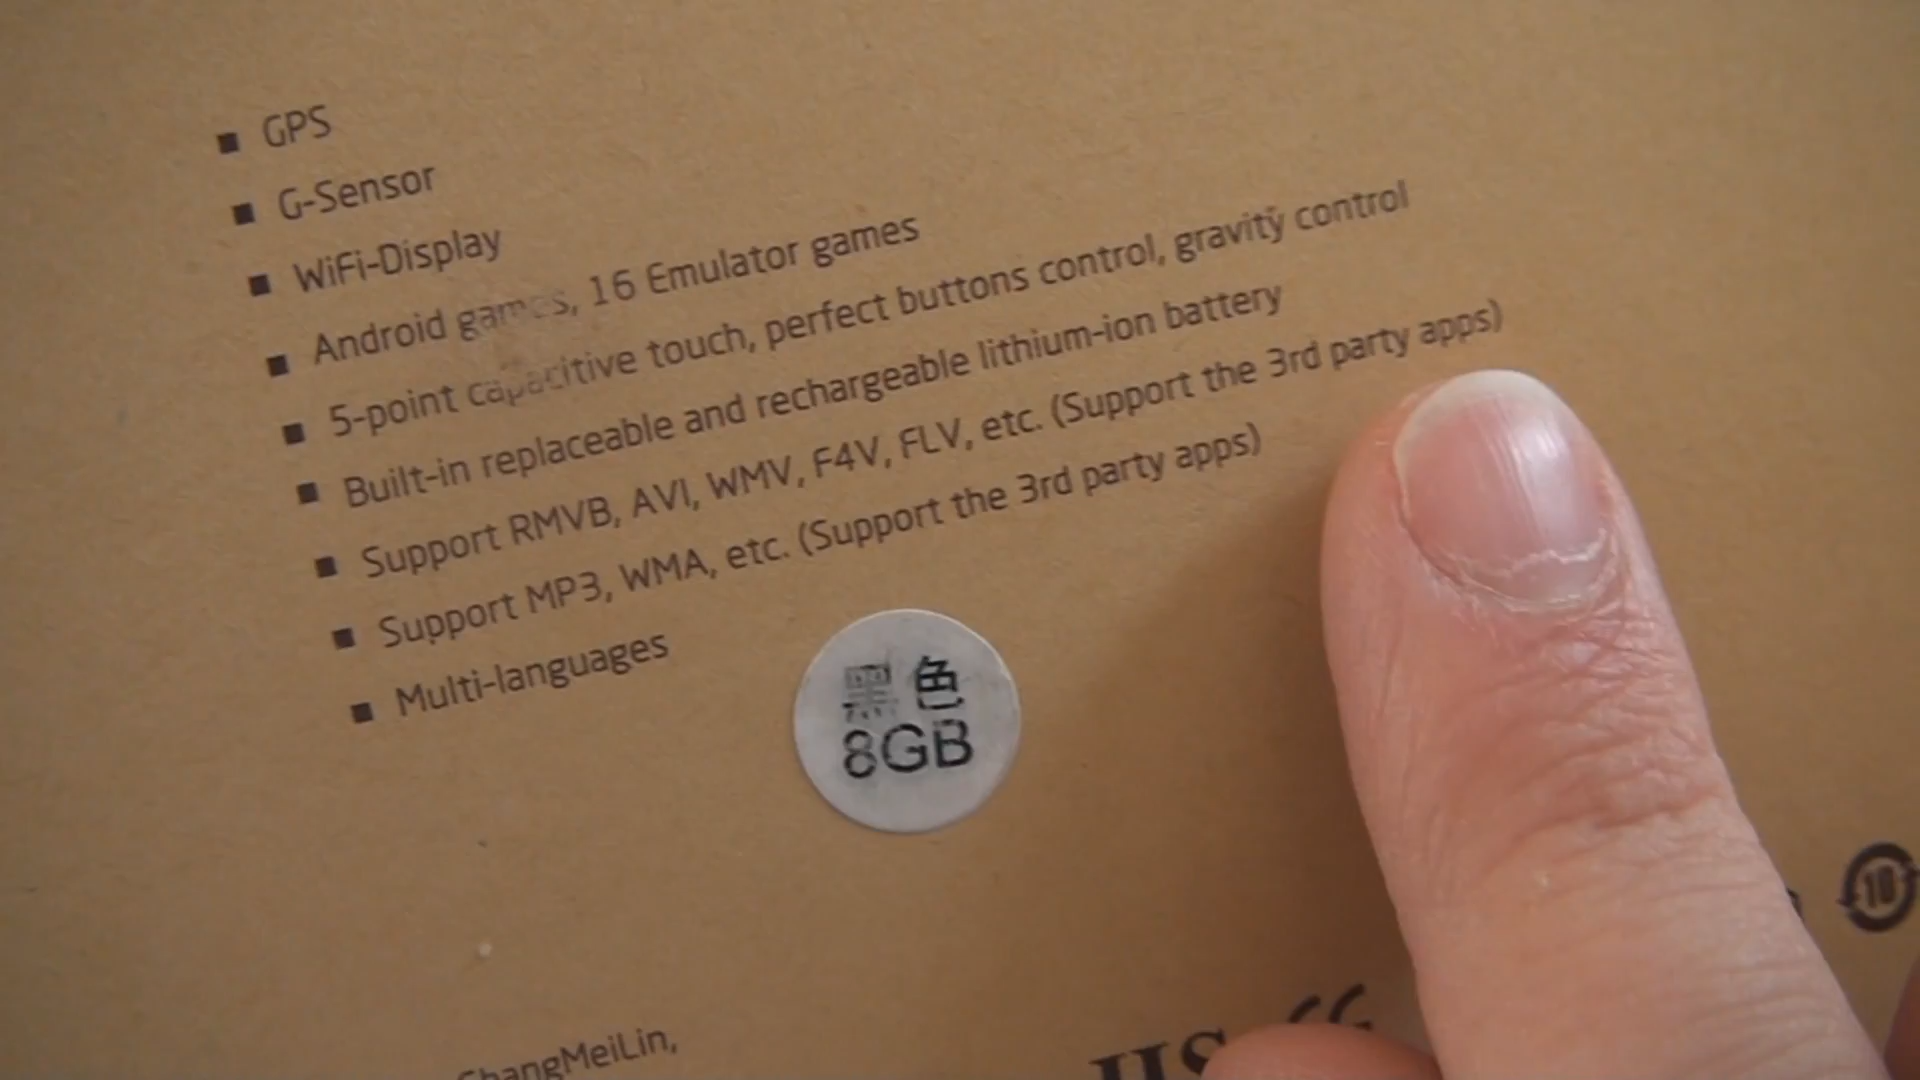 GPS
G-Sensor
WiFi-Display
Android games, 16 Emulator games
5-point capacitive touch, perfect buttons control, gravity control
Built-in replaceable and rechargeable lithium-ion battery
Support RMVB, AVI, WMV, F4V, FLV, etc. (Support the 3rd party apps)
Support MP3, WMA, etc. (Support the 3rd party apps)
Multi-languages
黑色
8GB
10
ChangMeiLin,